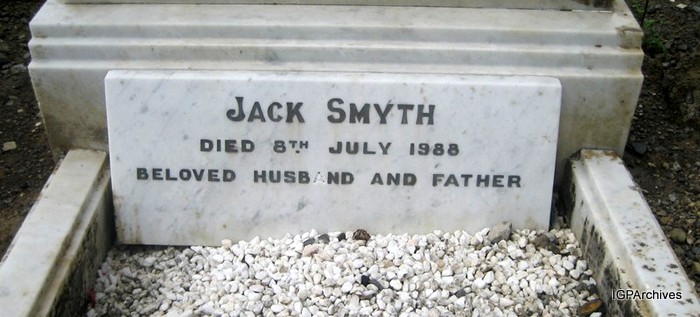 JACK SMYTH
DIED 8TH JULY 1988
BELOVED HUSBAND AND FATHER
IGPArchives